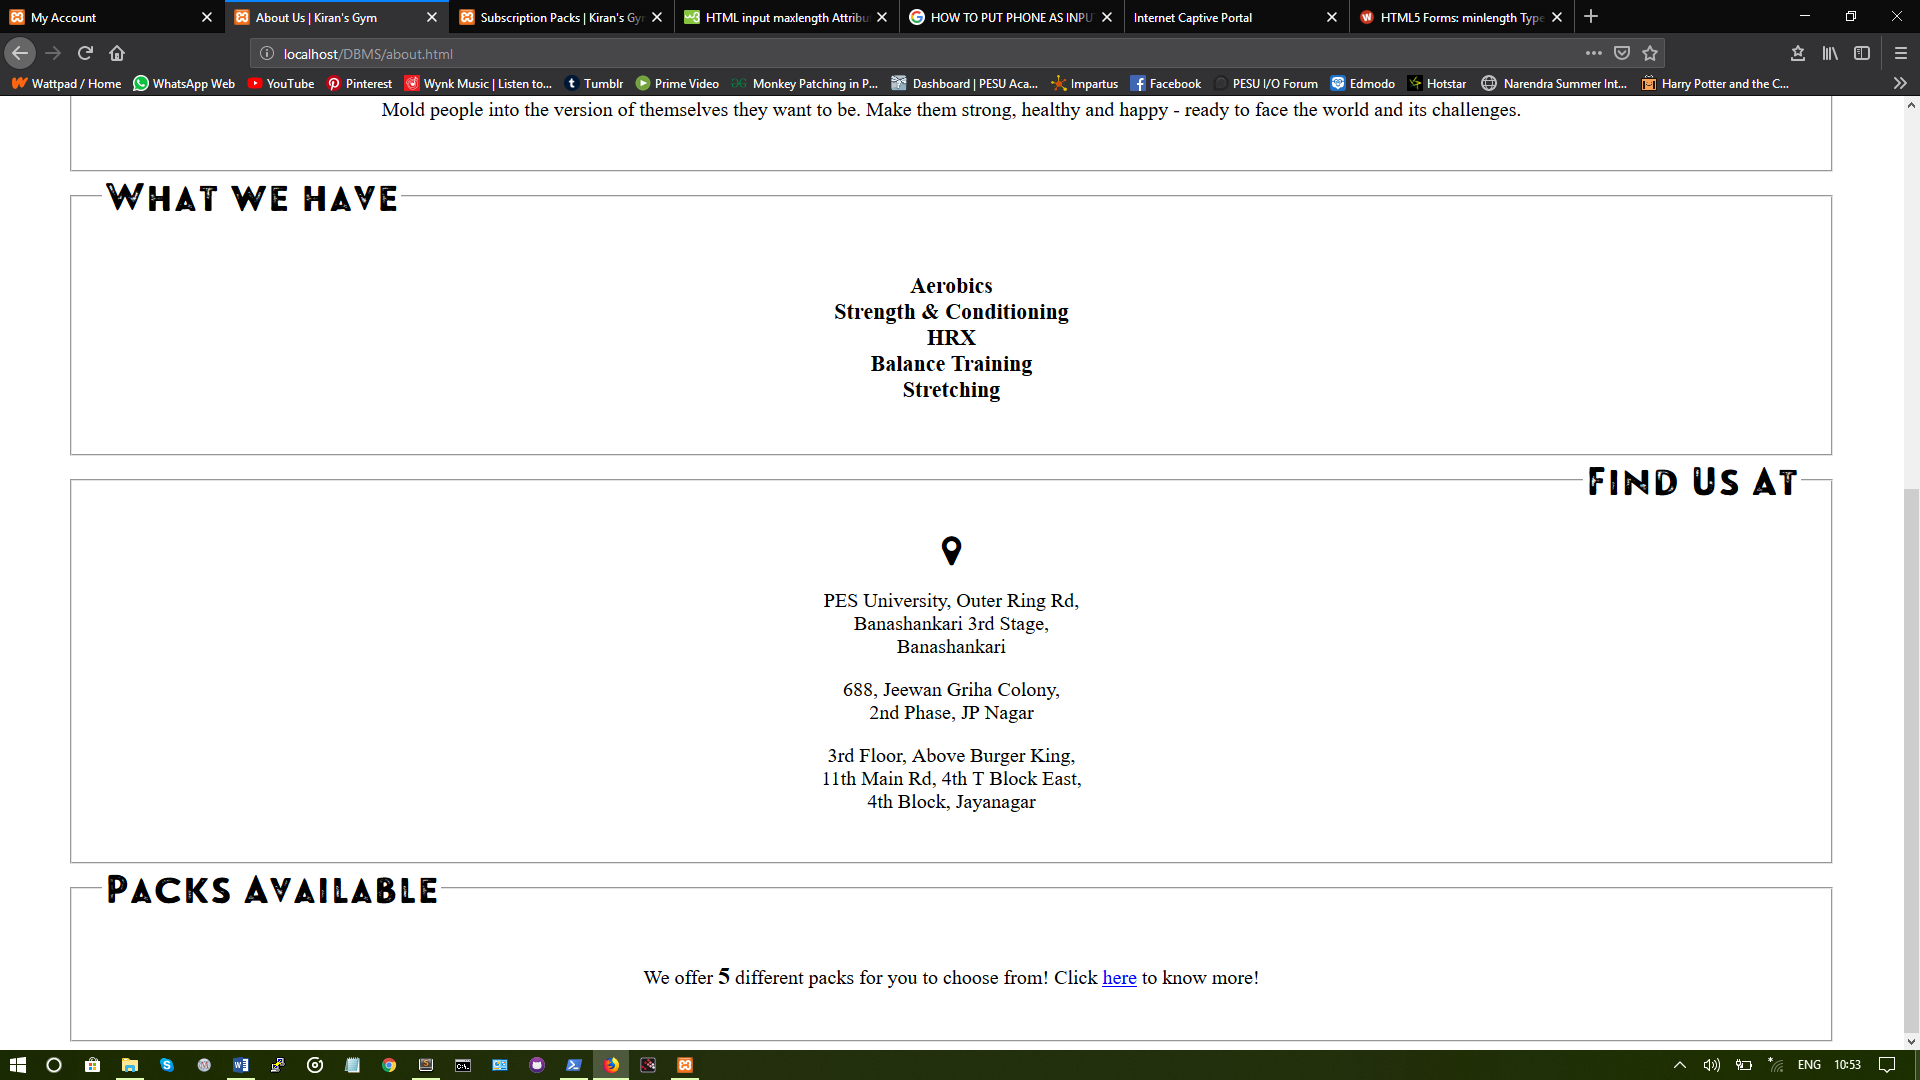 My Account
About Us | Kiran's Gym
Subscription Packs | Kiran's Gy
HTML input maxlength Attribu
HOW TO PUT PHONE AS INPU
Internet Captive Portal
HTML5 Forms: minlength Type
localhost/DBMS/about.html
Wattpad / Home
WhatsApp Web
YouTube
Pinterest
Wynk Music | Listen to...
Tumblr
Prime Video
Monkey Patching in P...
Dashboard | PESU Aca...
Impartus
Facebook
PESU I/O Forum
Edmodo
Hotstar
Narendra Summer Int...
Harry Potter and the C...
Mold people into the version of themselves they want to be. Make them strong, healthy and happy - ready to face the world and its challenges.
What we have
Aerobics
Strength & Conditioning
HRX
Balance Training
Stretching
Find Us At
PES University, Outer Ring Rd,
Banashankari 3rd Stage,
Banashankari
688, Jeewan Griha Colony,
2nd Phase, JP Nagar
3rd Floor, Above Burger King,
11th Main Rd, 4th T Block East,
4th Block, Jayanagar
Packs Available
We offer 5 different packs for you to choose from! Click here to know more!
ENG
10:53